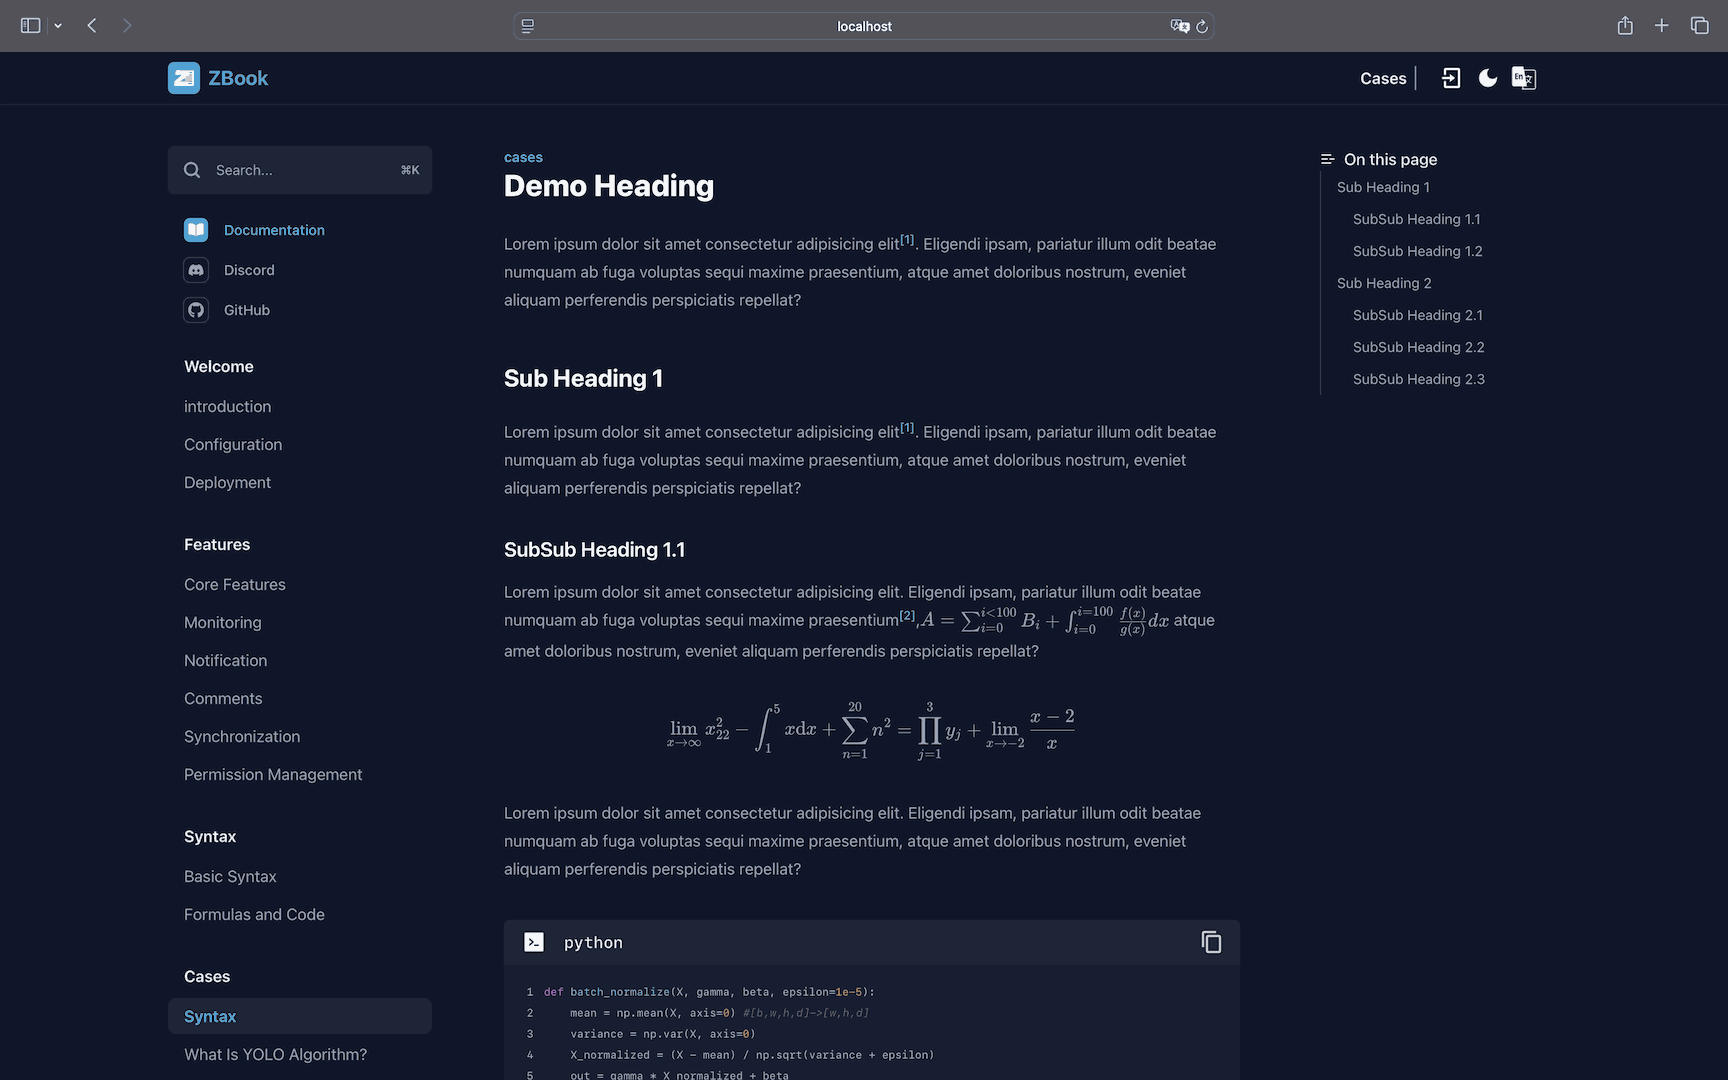 localhost
ZBook
Cases
En
Search...
⌘K
Documentation
Discord
GitHub
Welcome
introduction
Configuration
Deployment
Features
Core Features
Monitoring
Notification
Comments
Synchronization
Permission Management
Syntax
Basic Syntax
Formulas and Code
Cases
Syntax
What Is YOLO Algorithm?
cases
Demo Heading
Lorem ipsum dolor sit amet consectetur adipisicing elit[1]. Eligendi ipsam, pariatur illum odit beatae
numquam ab fuga voluptas sequi maxime praesentium, atque amet doloribus nostrum, eveniet
aliquam perferendis perspiciatis repellat?
Sub Heading 1
Lorem ipsum dolor sit amet consectetur adipisicing elit[1]. Eligendi ipsam, pariatur illum odit beatae
numquam ab fuga voluptas sequi maxime praesentium, atque amet doloribus nostrum, eveniet
aliquam perferendis perspiciatis repellat?
SubSub Heading 1.1
Lorem ipsum dolor sit amet consectetur adipisicing elit. Eligendi ipsam, pariatur illum odit beatae
numquam ab fuga voluptas sequi maxime praesentium[2],A = ∑_{i=0}^{i<100} B_i + ∫_{i=0}^{i=100} f(x)/g(x) dx atque
amet doloribus nostrum, eveniet aliquam perferendis perspiciatis repellat?
lim_{x→∞} x_{22}^2 − ∫_1^5 xdx + ∑_{n=1}^{20} n^2 = ∏_{j=1}^3 y_j + lim_{x→−2} (x − 2)/x
Lorem ipsum dolor sit amet consectetur adipisicing elit. Eligendi ipsam, pariatur illum odit beatae
numquam ab fuga voluptas sequi maxime praesentium, atque amet doloribus nostrum, eveniet
aliquam perferendis perspiciatis repellat?
python
1 def batch_normalize(X, gamma, beta, epsilon=1e-5):
2 mean = np.mean(X, axis=0) #[b,w,h,d]->[w,h,d]
3 variance = np.var(X, axis=0)
4 X_normalized = (X - mean) / np.sqrt(variance + epsilon)
5 out = gamma * X_normalized + beta
On this page
Sub Heading 1
SubSub Heading 1.1
SubSub Heading 1.2
Sub Heading 2
SubSub Heading 2.1
SubSub Heading 2.2
SubSub Heading 2.3